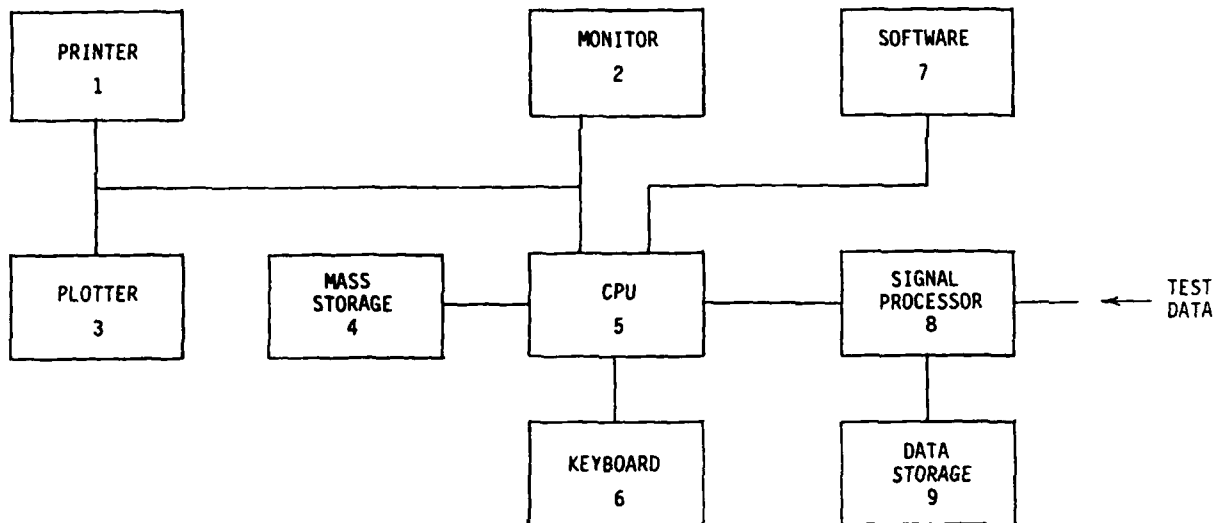 PRINTER
1
MONITOR
2
SOFTWARE
7
PLOTTER
3
MASS
STORAGE
4
CPU
5
SIGNAL
PROCESSOR
8
TEST
DATA
KEYBOARD
6
DATA
STORAGE
9